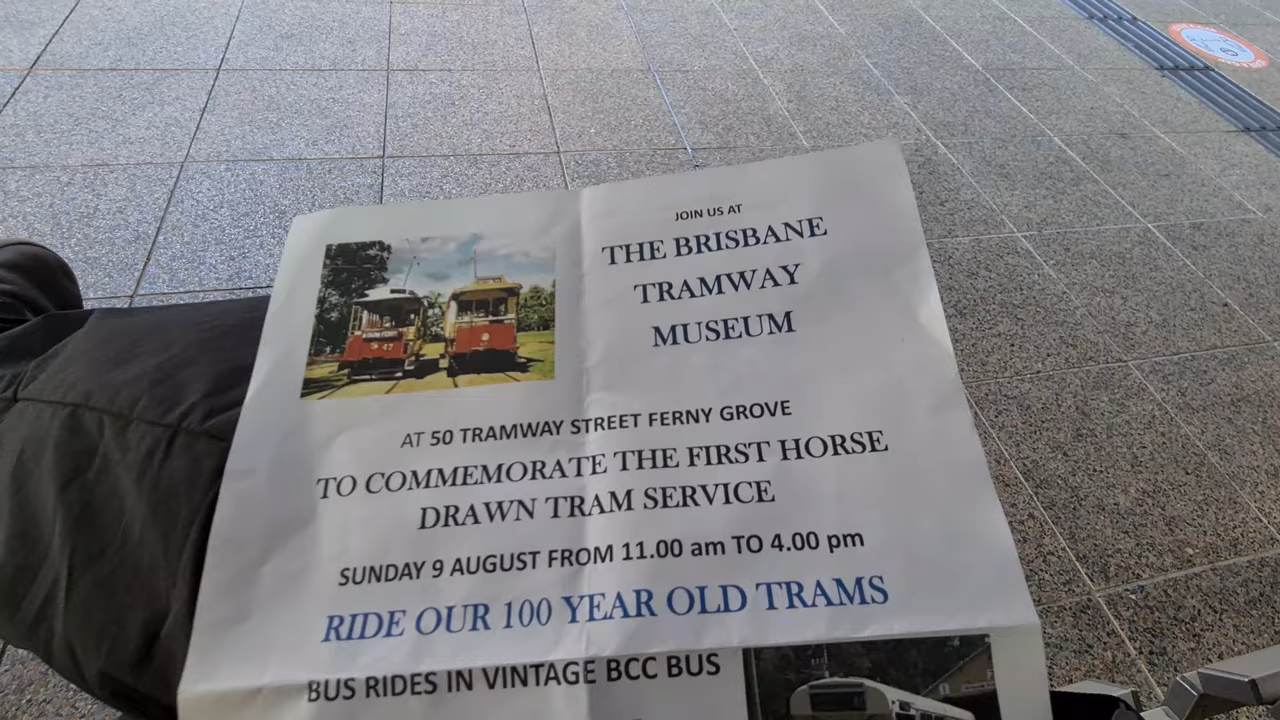 JOIN US AT
THE BRISBANE
TRAMWAY
MUSEUM
47
AT 50 TRAMWAY STREET FERNY GROVE
TO COMMEMORATE THE FIRST HORSE
DRAWN TRAM SERVICE
SUNDAY 9 AUGUST FROM 11.00 am TO 4.00 pm
RIDE OUR 100 YEAR OLD TRAMS
BUS RIDES IN VINTAGE BCC BUS